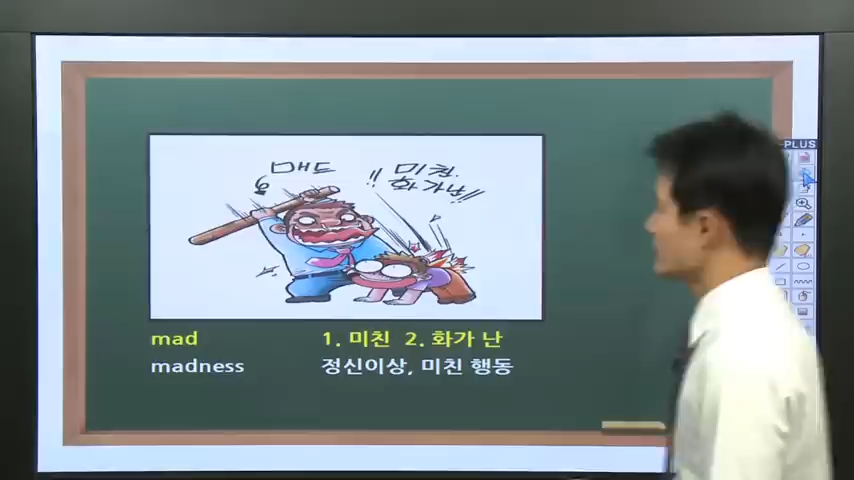 PLUS
매드
!! 미친.
화가난!!
mad 1. 미친 2. 화가 난
madness 정신이상, 미친 행동